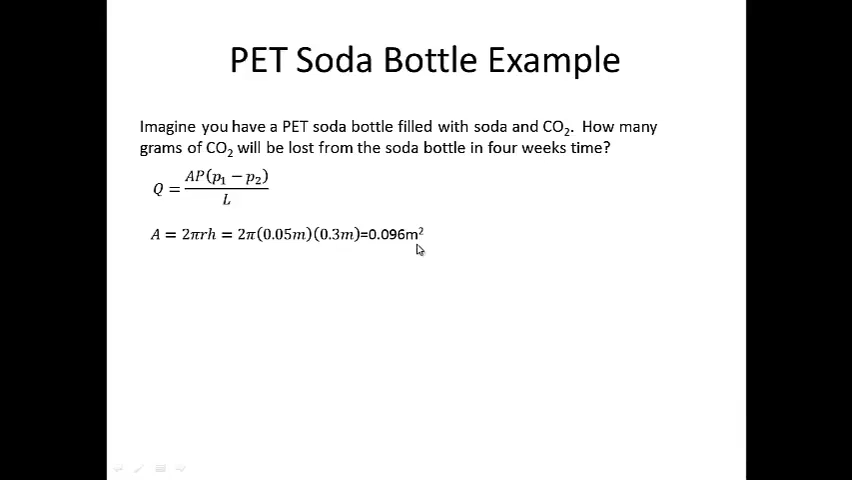 PET Soda Bottle Example
Imagine you have a PET soda bottle filled with soda and CO₂. How many
grams of CO₂ will be lost from the soda bottle in four weeks time?
Q = AP(p₁ − p₂) / L
A = 2πrh = 2π(0.05m)(0.3m)=0.096m²